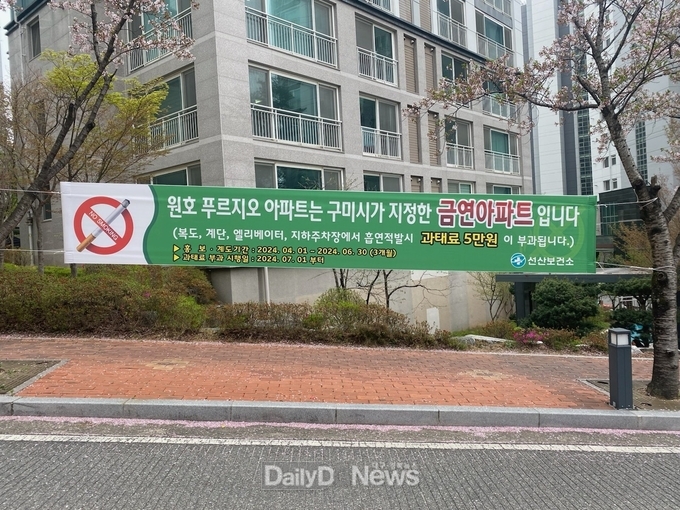 NO SMOKING
원호 푸르지오 아파트는 구미시가 지정한 금연아파트입니다
(복도, 계단, 엘리베이터, 지하주차장에서 흡연적발시 과태료 5만원 이 부과됩니다.)
▶ 홍 보 · 계도기간 : 2024. 04. 01 - 2024. 06. 30 (3개월)
▶ 과태료 부과 시행일 : 2024. 07. 01 부터
선산보건소
DailyD News